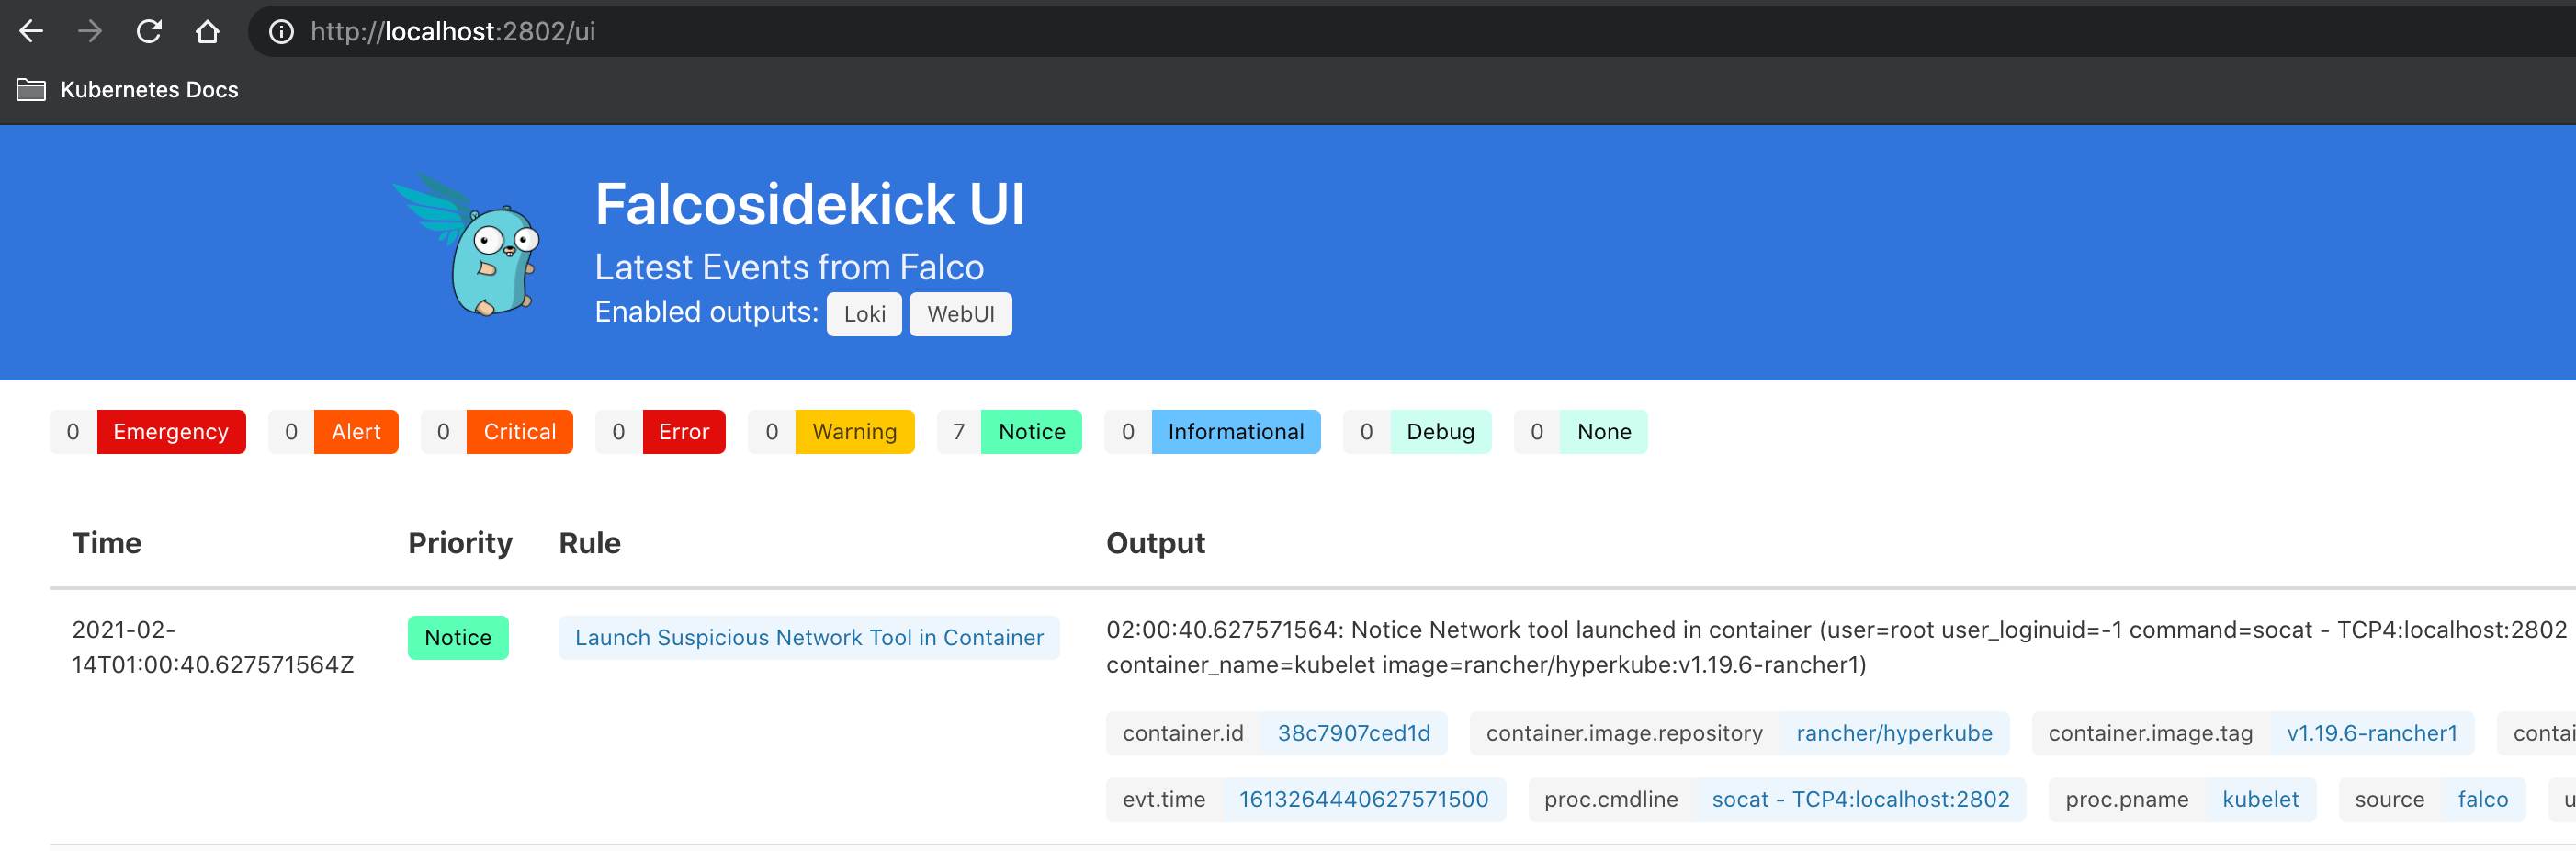 http://localhost:2802/ui
Kubernetes Docs
Falcosidekick UI
Latest Events from Falco
Enabled outputs: Loki WebUI
0 Emergency 0 Alert 0 Critical 0 Error 0 Warning 7 Notice 0 Informational 0 Debug 0 None
Time Priority Rule Output
2021-02-
14T01:00:40.627571564Z
Notice
Launch Suspicious Network Tool in Container
02:00:40.627571564: Notice Network tool launched in container (user=root user_loginuid=-1 command=socat - TCP4:localhost:2802
container_name=kubelet image=rancher/hyperkube:v1.19.6-rancher1)
container.id 38c7907ced1d container.image.repository rancher/hyperkube container.image.tag v1.19.6-rancher1
evt.time 1613264440627571500 proc.cmdline socat - TCP4:localhost:2802 proc.pname kubelet source falco